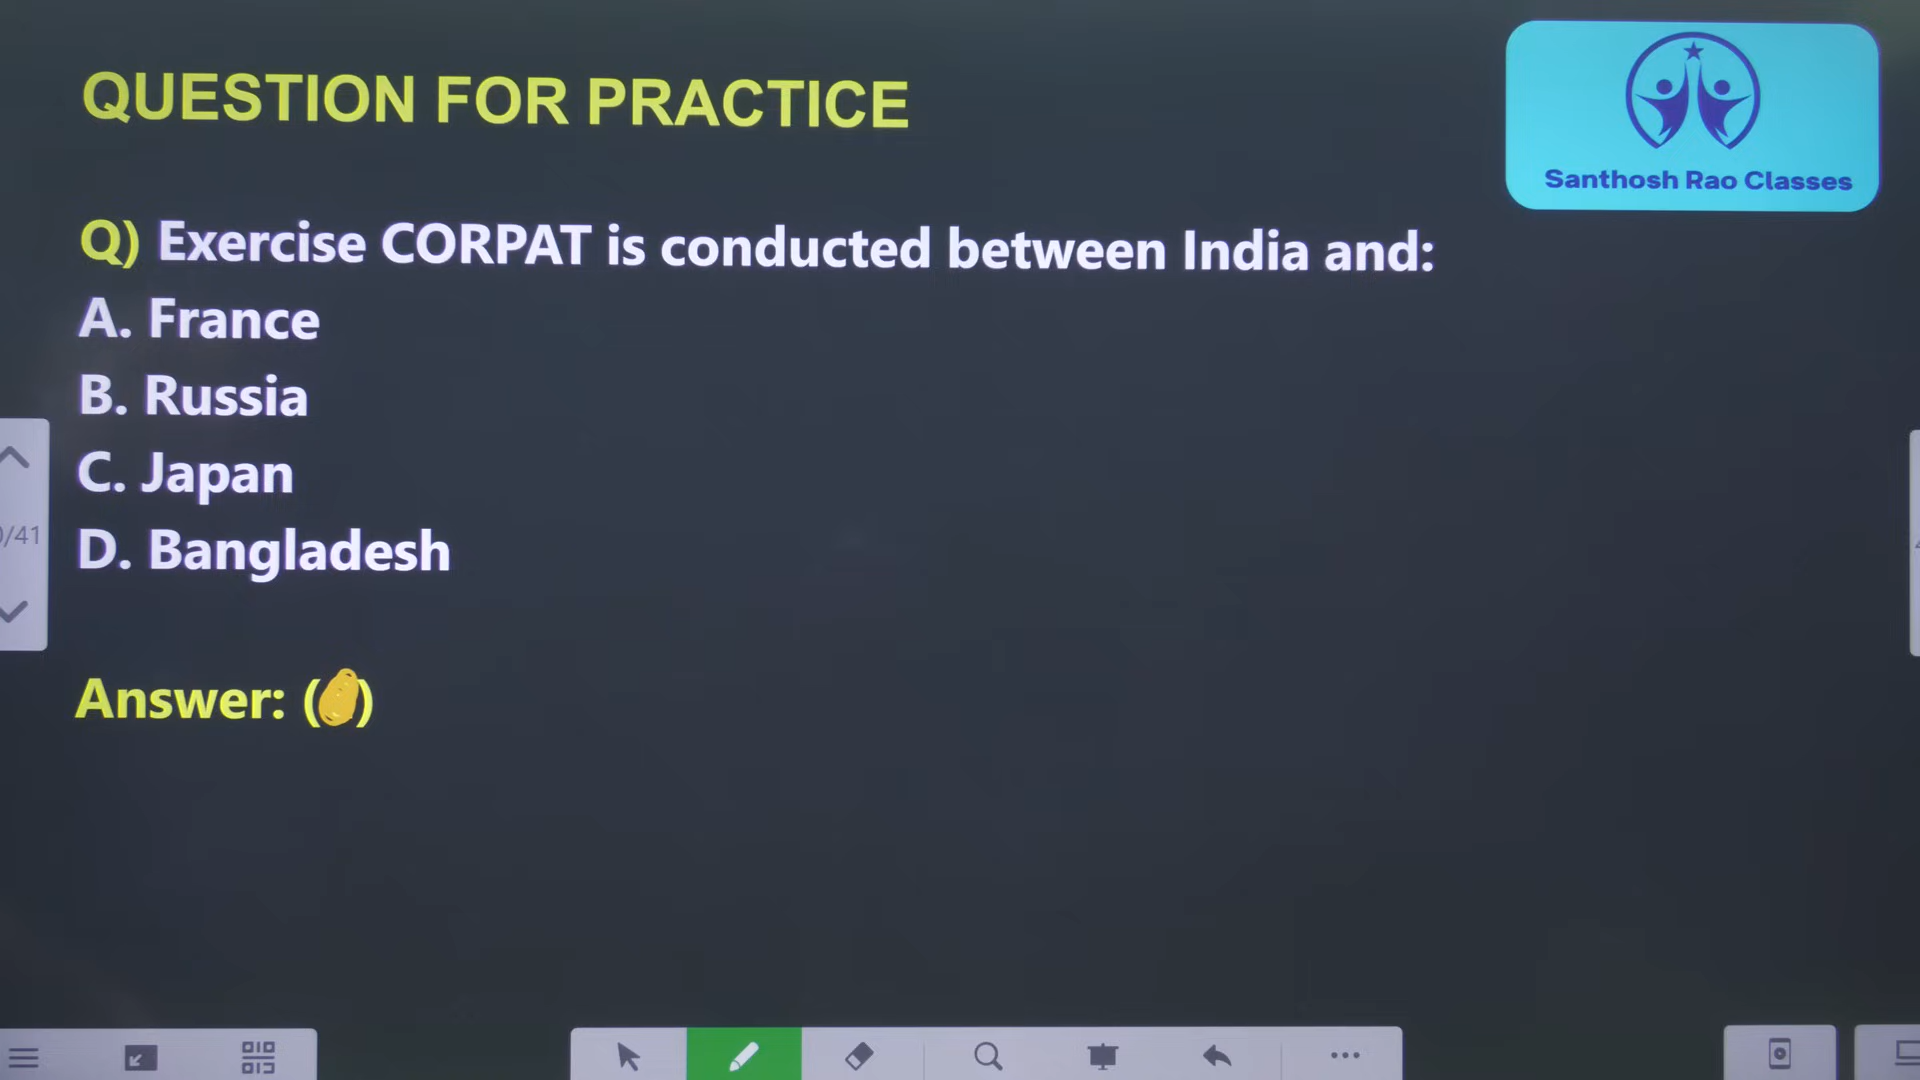 QUESTION FOR PRACTICE
Santhosh Rao Classes
Q) Exercise CORPAT is conducted between India and:
A. France
B. Russia
C. Japan
D. Bangladesh
/41
Answer: ( )